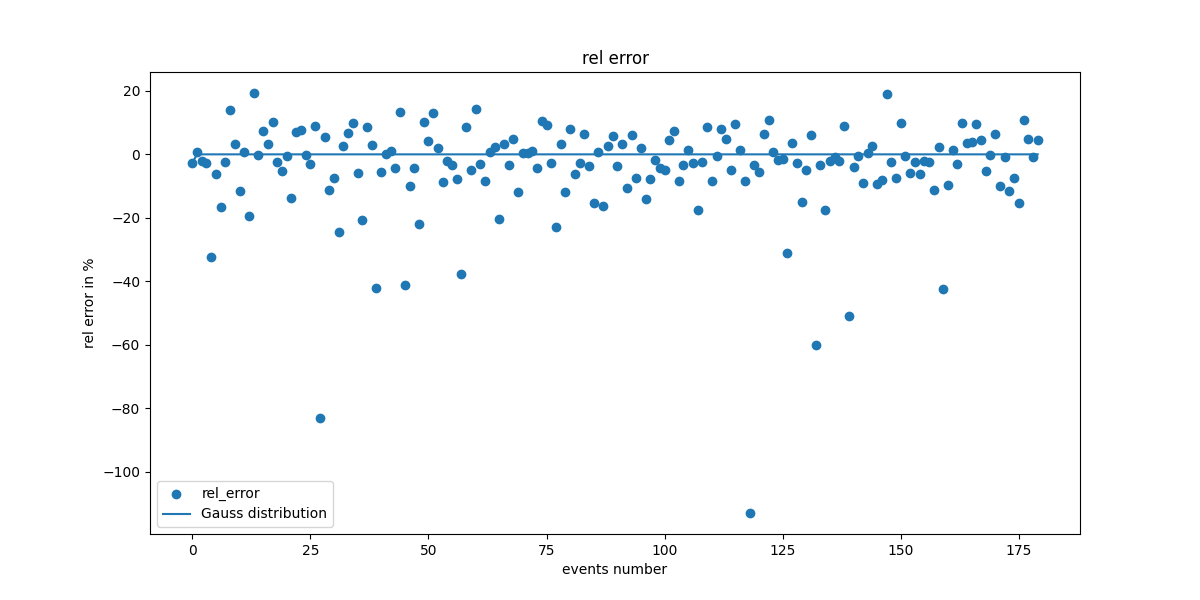 rel error
20
0
−20
−40
−60
−80
−100
rel error in %
rel_error
Gauss distribution
0 25 50 75 100 125 150 175
events number